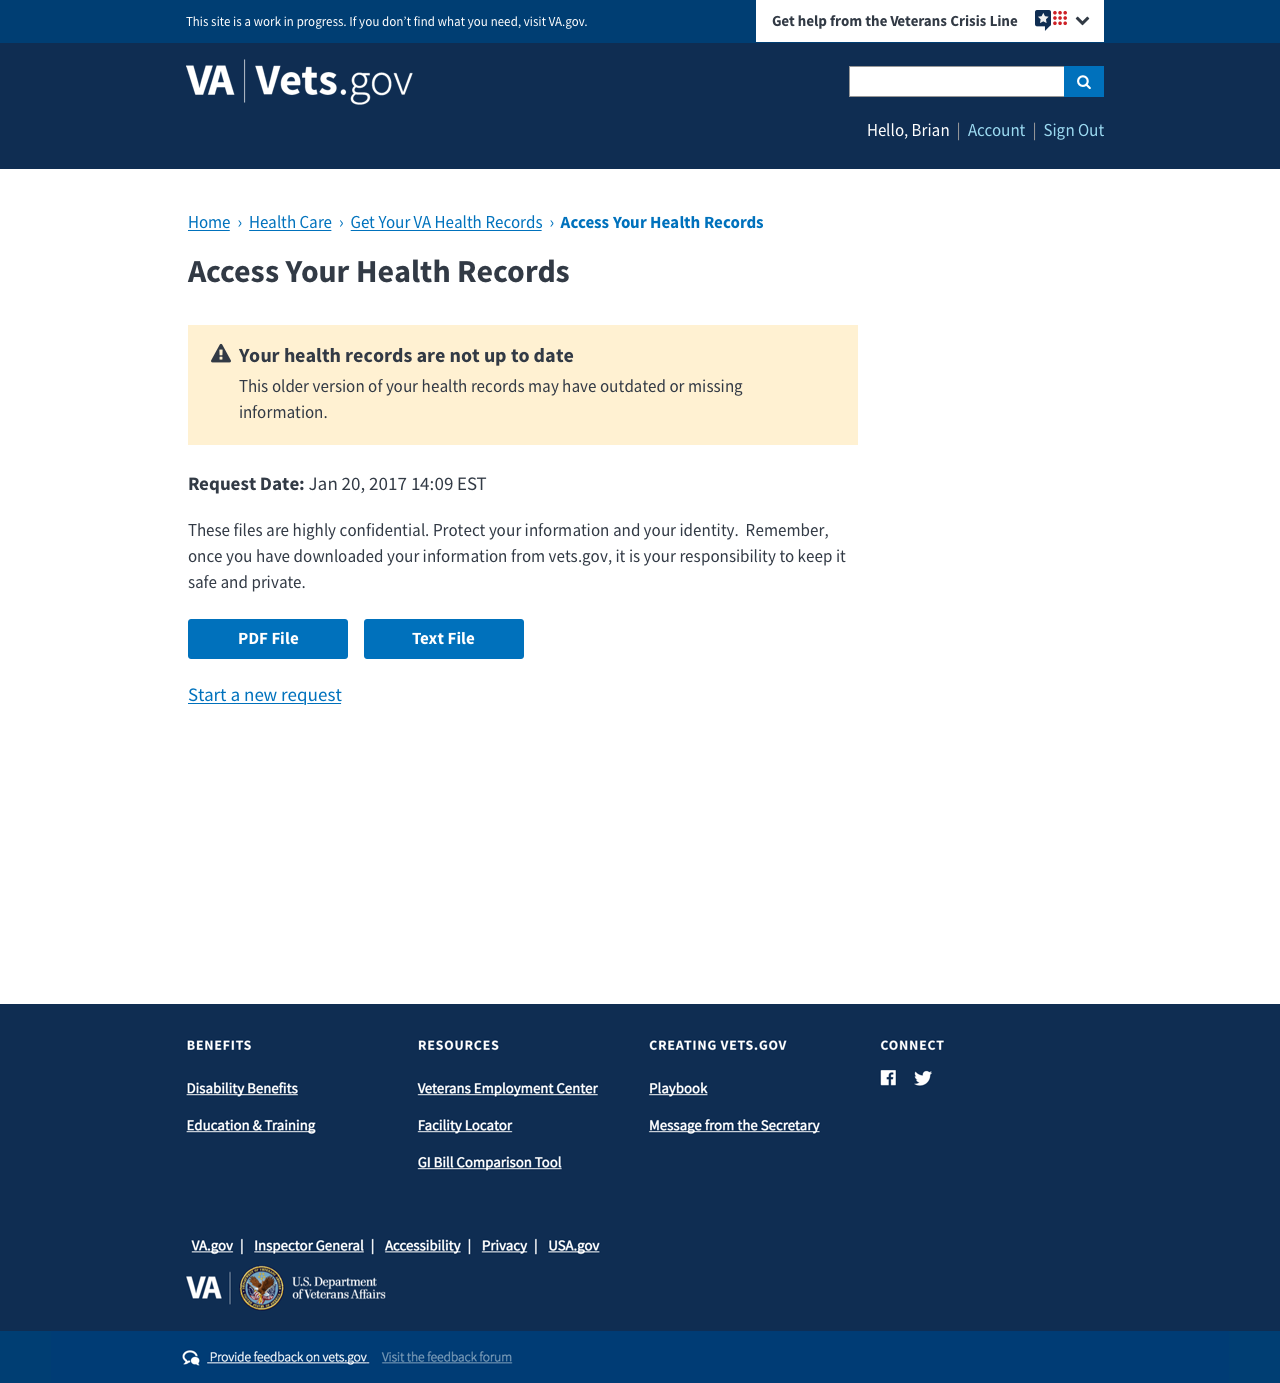 This site is a work in progress. If you don't find what you need, visit VA.gov.
Get help from the Veterans Crisis Line
VA | Vets.gov
Hello, Brian | Account | Sign Out
Home › Health Care › Get Your VA Health Records › Access Your Health Records
Access Your Health Records
Your health records are not up to date
This older version of your health records may have outdated or missing
information.
Request Date: Jan 20, 2017 14:09 EST
These files are highly confidential. Protect your information and your identity.  Remember,
once you have downloaded your information from vets.gov, it is your responsibility to keep it
safe and private.
PDF File
Text File
Start a new request
BENEFITS
Disability Benefits
Education & Training
RESOURCES
Veterans Employment Center
Facility Locator
GI Bill Comparison Tool
CREATING VETS.GOV
Playbook
Message from the Secretary
CONNECT
VA.gov | Inspector General | Accessibility | Privacy | USA.gov
VA
U.S. Department
of Veterans Affairs
Provide feedback on vets.gov
Visit the feedback forum